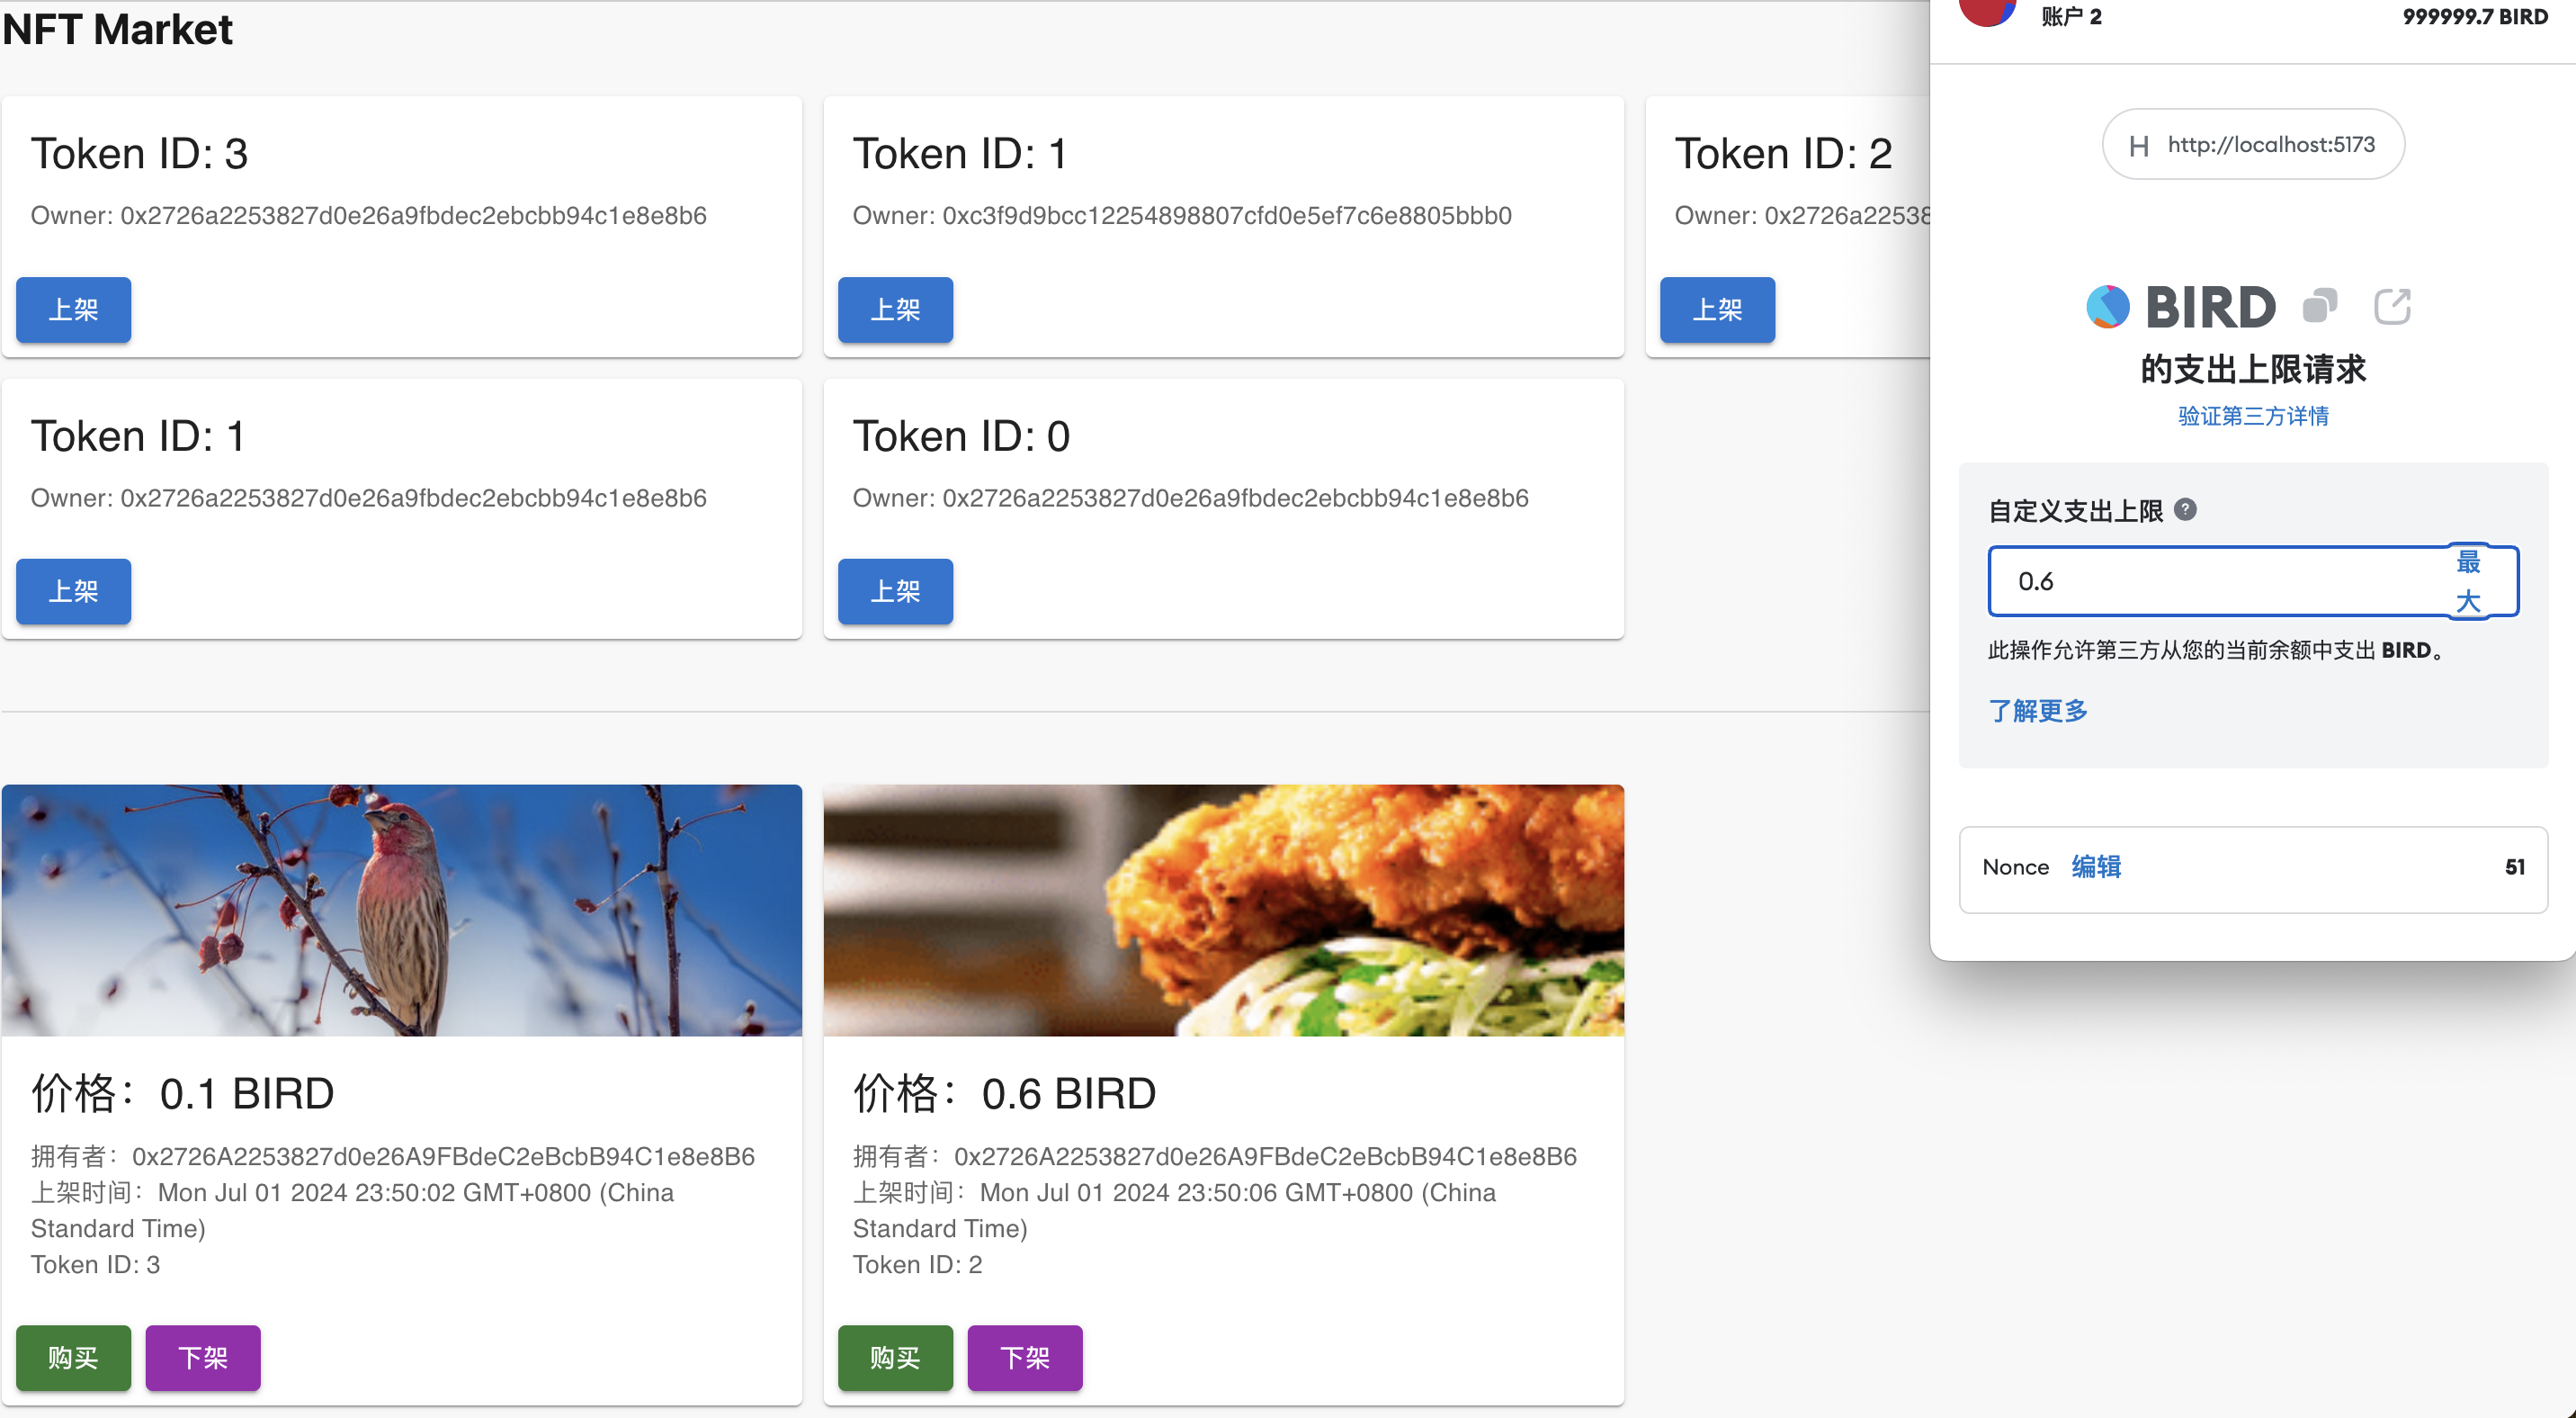 NFT Market
Token ID: 3
Owner: 0x2726a2253827d0e26a9fbdec2ebcbb94c1e8e8b6
上架
Token ID: 1
Owner: 0xc3f9d9bcc12254898807cfd0e5ef7c6e8805bbb0
上架
Token ID: 2
Owner: 0x2726a22538
上架
Token ID: 1
Owner: 0x2726a2253827d0e26a9fbdec2ebcbb94c1e8e8b6
上架
Token ID: 0
Owner: 0x2726a2253827d0e26a9fbdec2ebcbb94c1e8e8b6
上架
价格：0.1 BIRD
拥有者：0x2726A2253827d0e26A9FBdeC2eBcbB94C1e8e8B6
上架时间：Mon Jul 01 2024 23:50:02 GMT+0800 (China
Standard Time)
Token ID: 3
购买 下架
价格：0.6 BIRD
拥有者：0x2726A2253827d0e26A9FBdeC2eBcbB94C1e8e8B6
上架时间：Mon Jul 01 2024 23:50:06 GMT+0800 (China
Standard Time)
Token ID: 2
购买 下架
账户 2 999999.7 BIRD
H http://localhost:5173
BIRD
的支出上限请求
验证第三方详情
自定义支出上限 ?
0.6 最大
此操作允许第三方从您的当前余额中支出 BIRD。
了解更多
Nonce 编辑 51